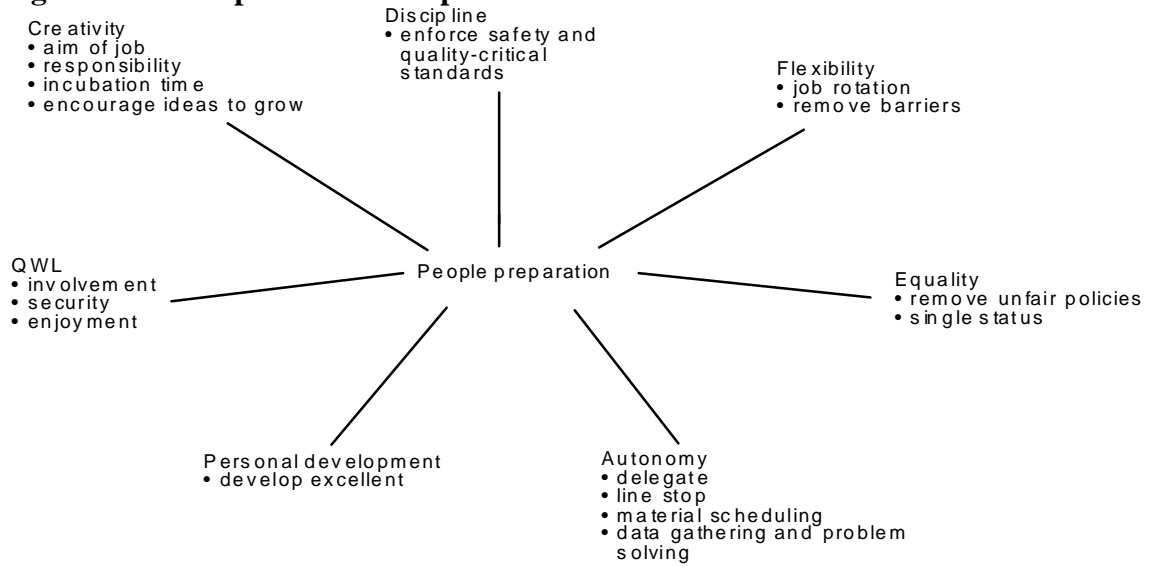 Creativity
• aim of job
• responsibility
• incubation time
• encourage ideas to grow
Discipline
• enforce safety and
quality-critical
standards
Flexibility
• job rotation
• remove barriers
QWL
• involvement
• security
• enjoyment
People preparation
Equality
• remove unfair policies
• single status
Personal development
• develop excellent
Autonomy
• delegate
• line stop
• material scheduling
• data gathering and problem
solving